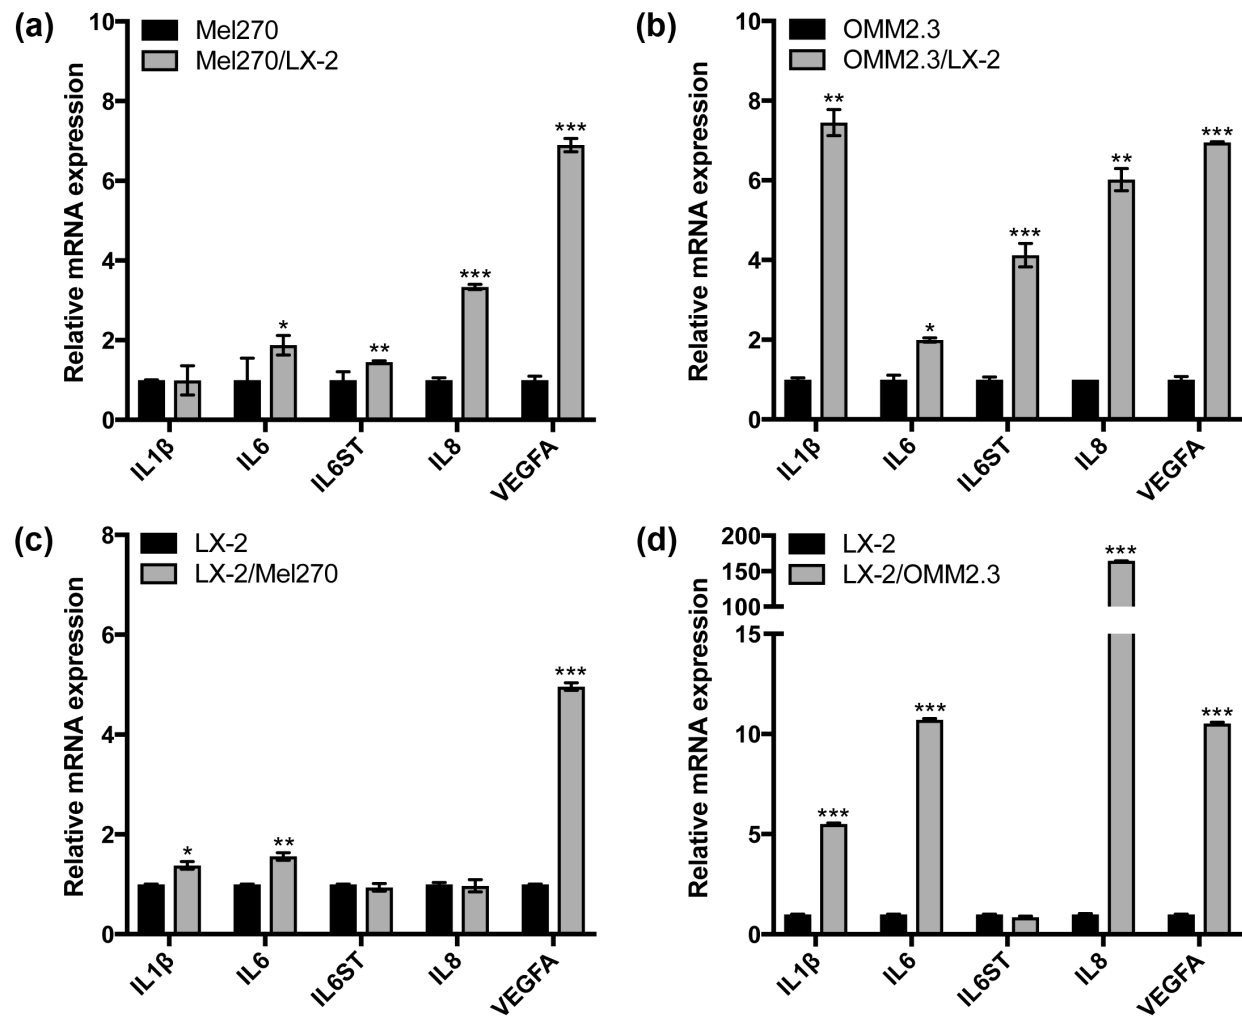 (a)
Mel270
Mel270/LX-2
Relative mRNA expression
10
8
6
4
2
0
*
**
***
***
IL1β
IL6
IL6ST
IL8
VEGFA
(b)
OMM2.3
OMM2.3/LX-2
Relative mRNA expression
10
8
6
4
2
0
**
*
***
**
***
IL1β
IL6
IL6ST
IL8
VEGFA
(c)
LX-2
LX-2/Mel270
Relative mRNA expression
8
6
4
2
0
*
**
***
IL1β
IL6
IL6ST
IL8
VEGFA
(d)
LX-2
LX-2/OMM2.3
Relative mRNA expression
200
150
100
15
10
5
0
***
***
***
***
IL1β
IL6
IL6ST
IL8
VEGFA